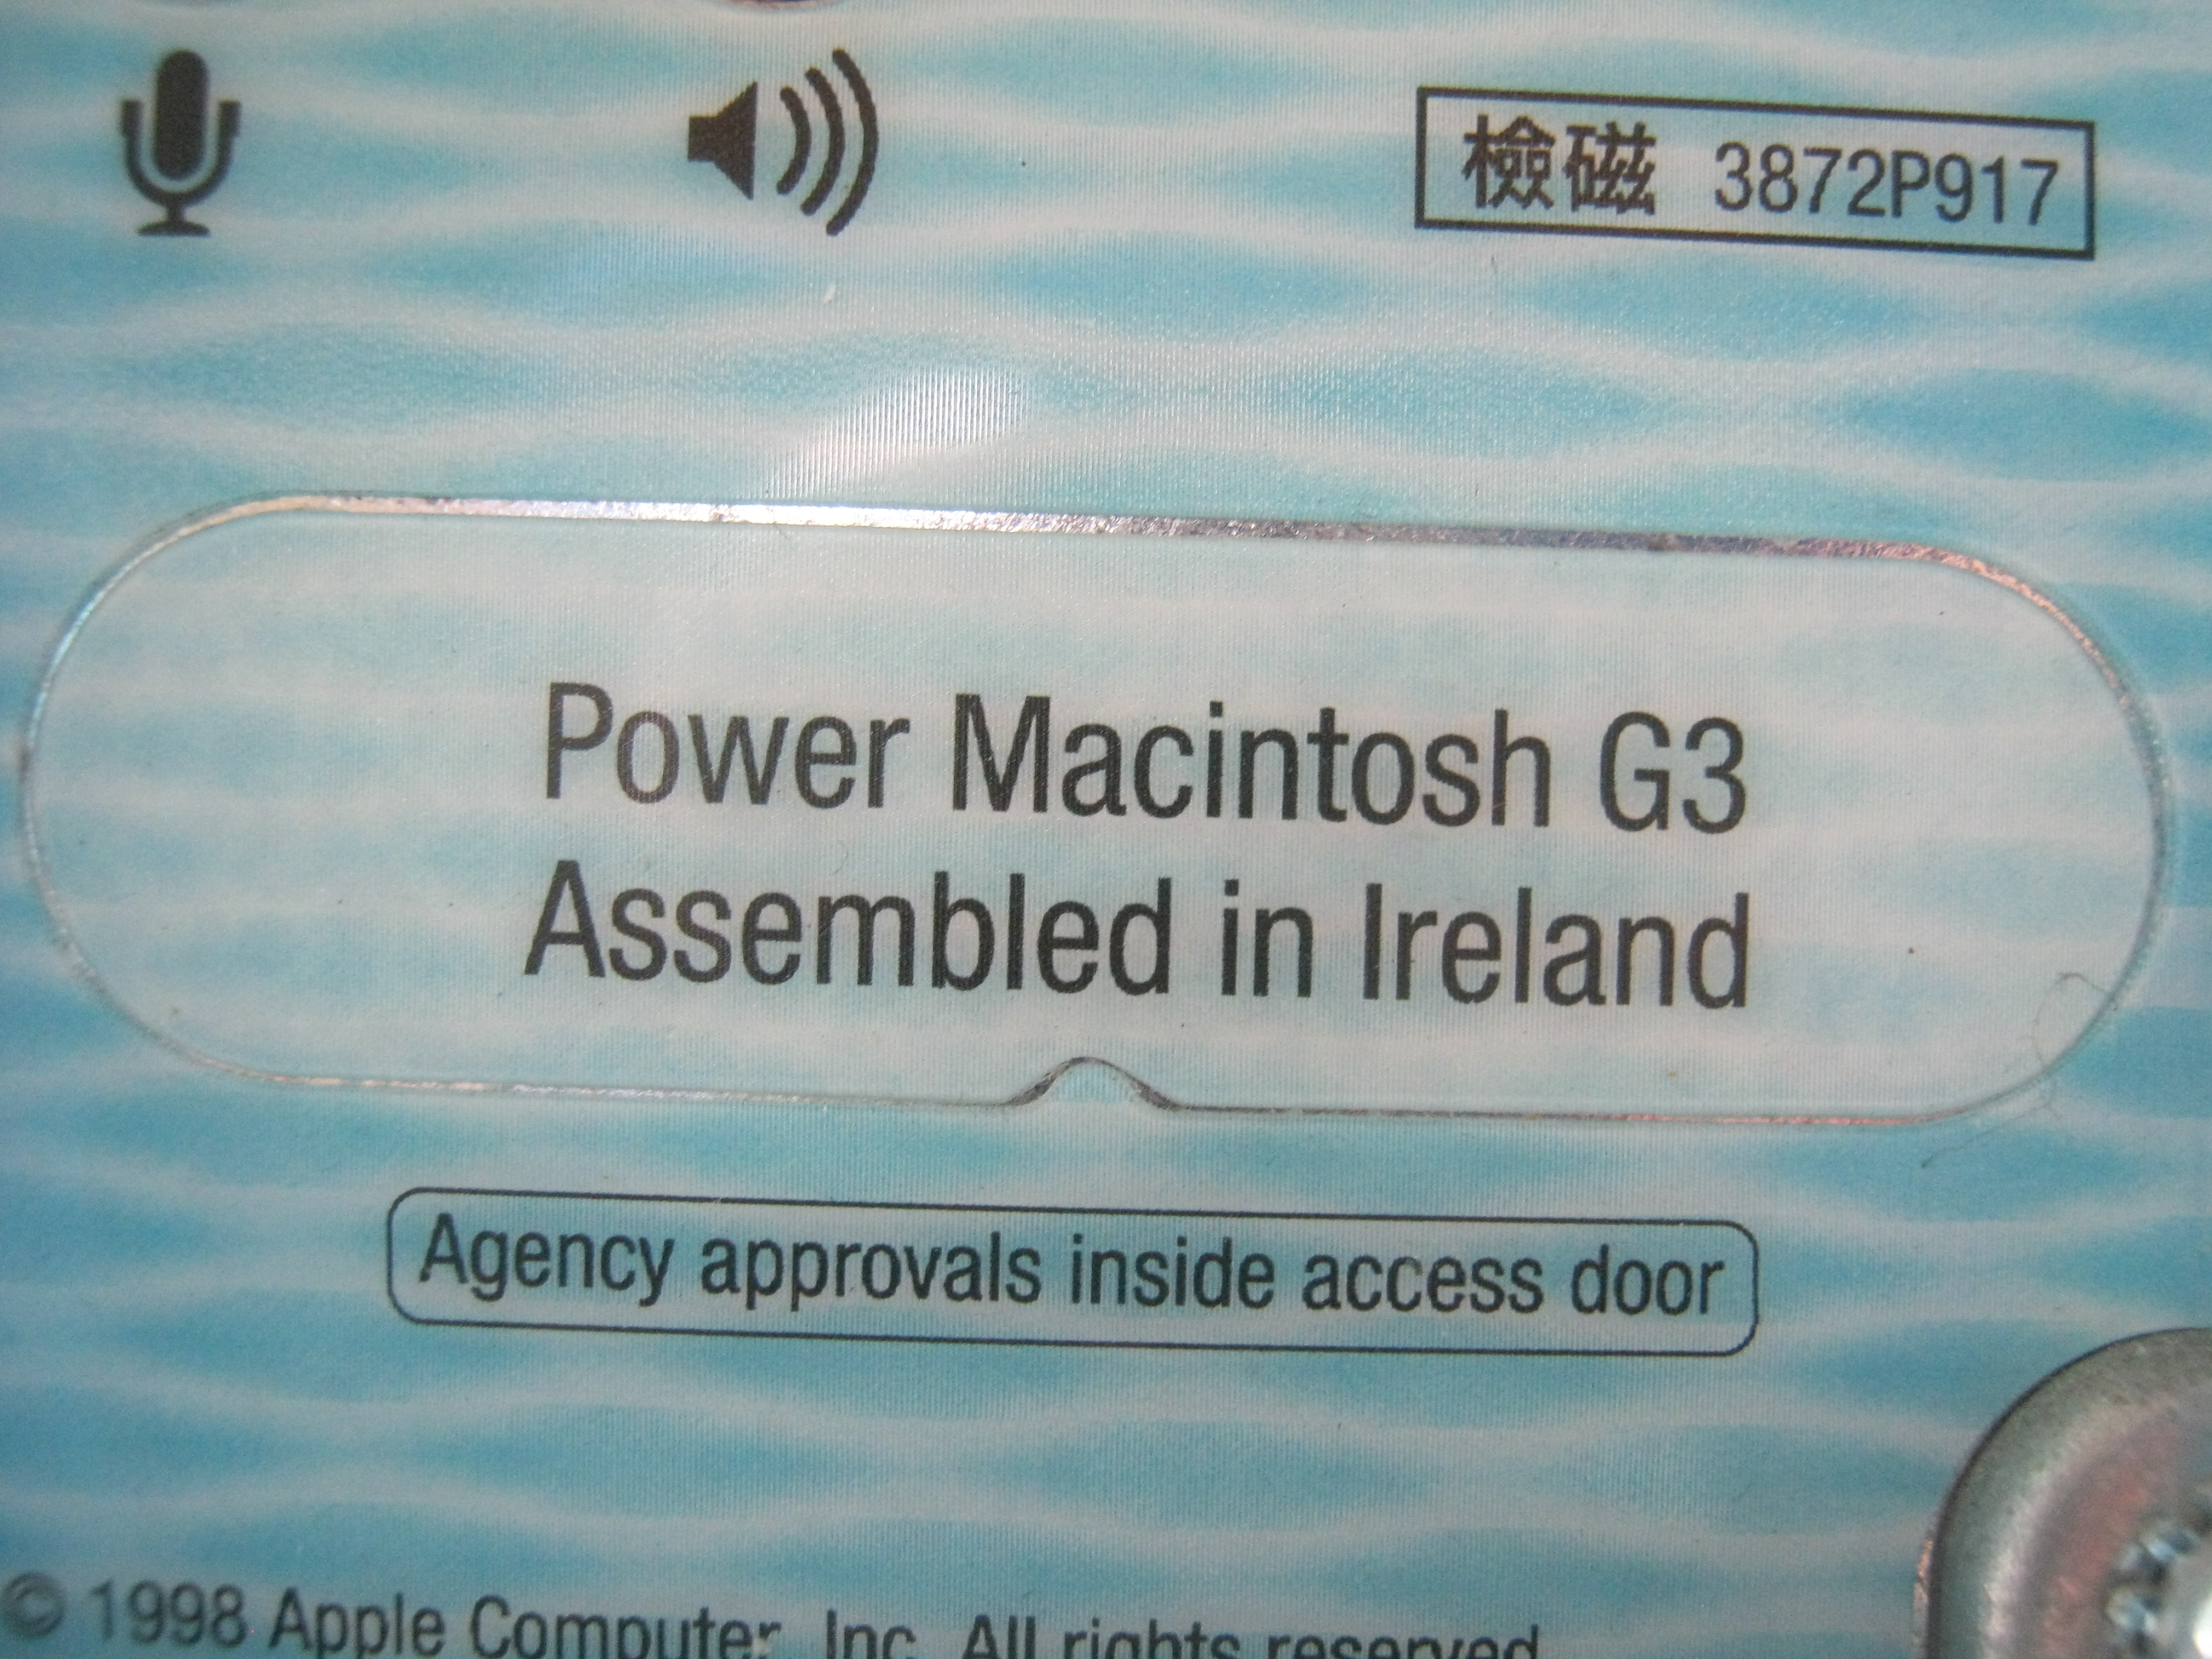 檢磁 3872P917
Power Macintosh G3
Assembled in Ireland
Agency approvals inside access door
© 1998 Apple Computer, Inc. All rights reserved